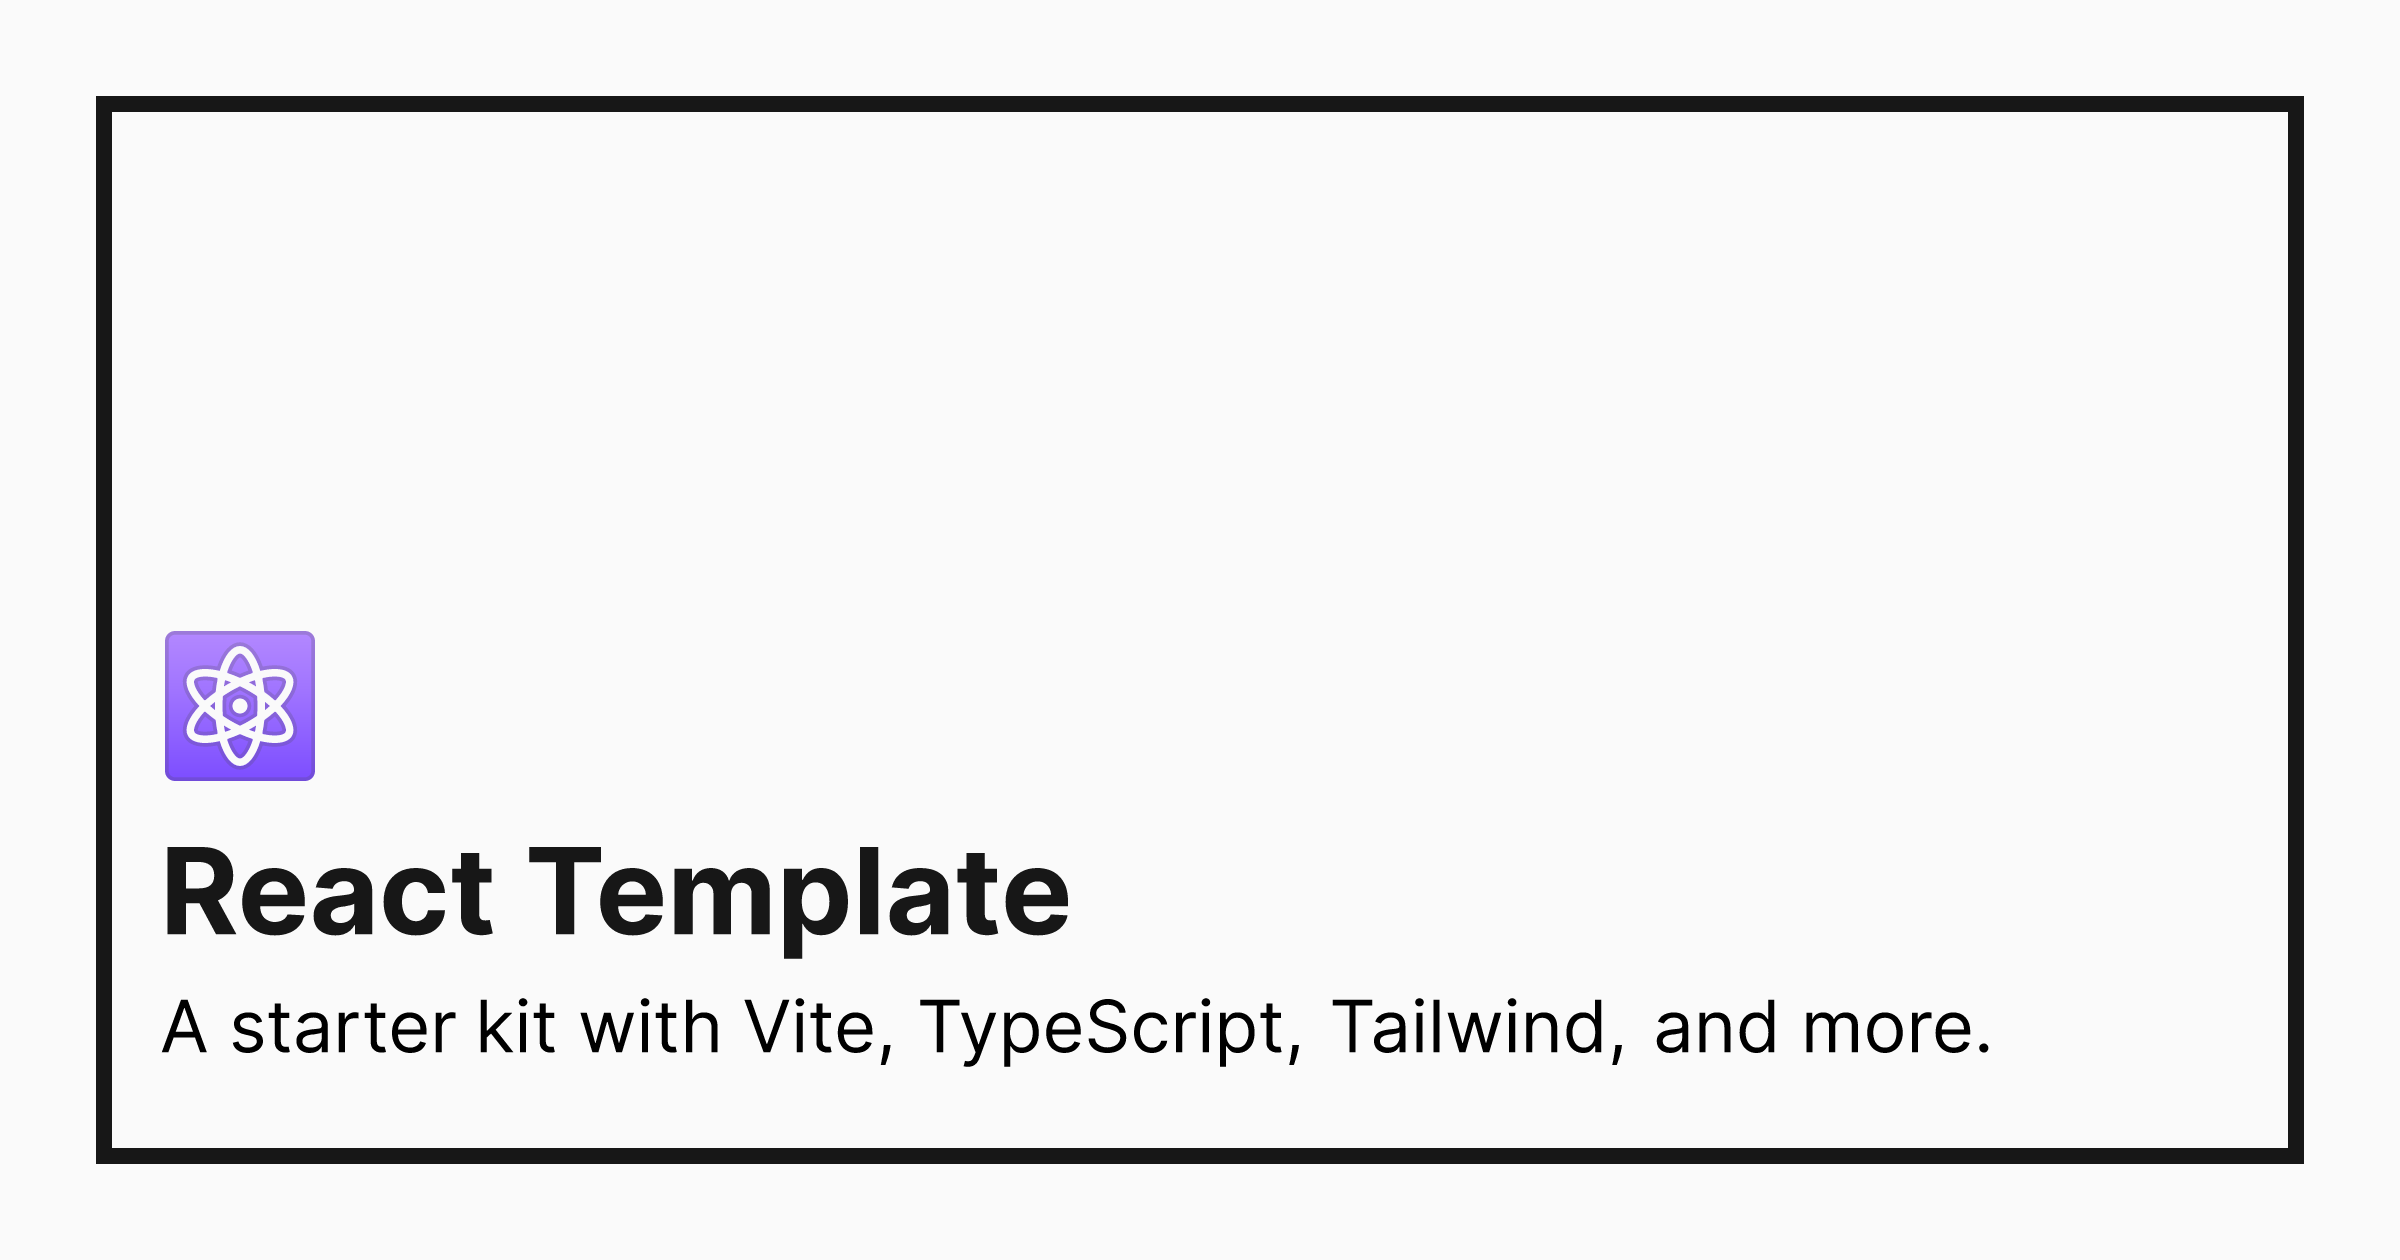 React Template
A starter kit with Vite, TypeScript, Tailwind, and more.